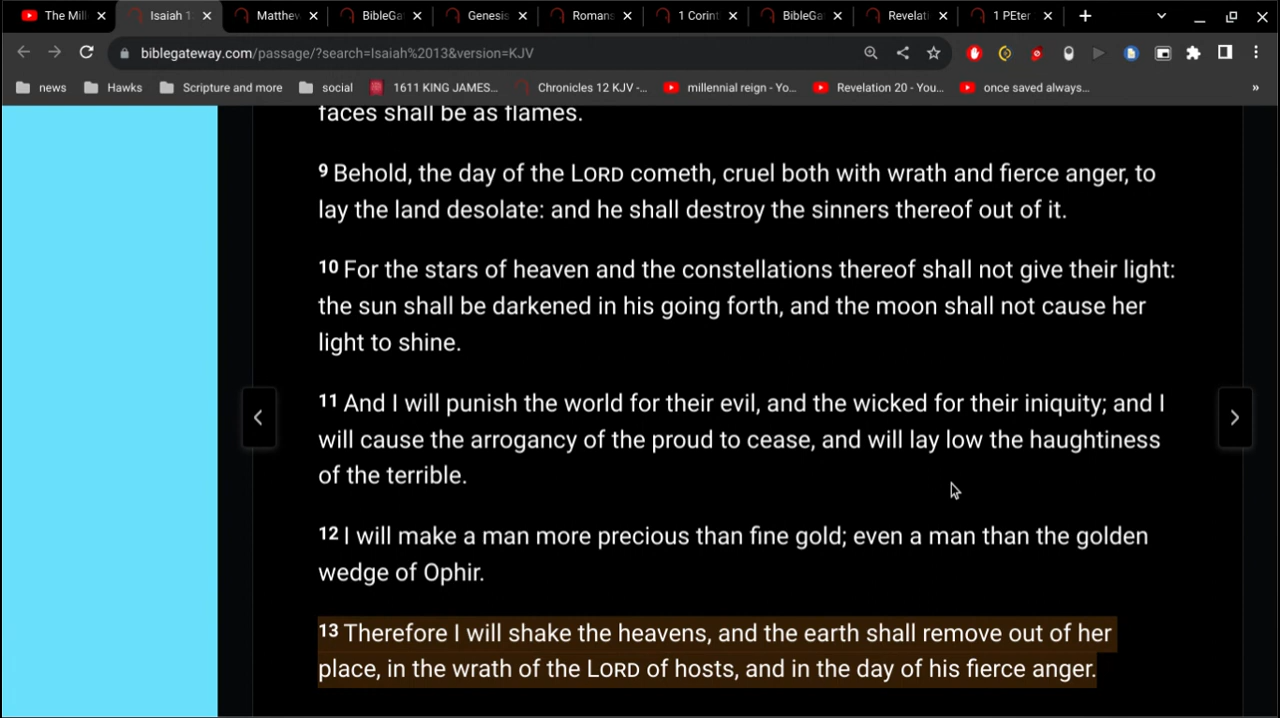 The Mill
Isaiah 1
Matthew
BibleGat
Genesis
Romans
1 Corint
BibleGat
Revelati
1 PEter
biblegateway.com/passage/?search=Isaiah%2013&version=KJV
news
Hawks
Scripture and more
social
1611 KING JAMES...
Chronicles 12 KJV -...
millennial reign - Yo...
Revelation 20 - You...
once saved always...
»
faces shall be as flames.
9 Behold, the day of the LORD cometh, cruel both with wrath and fierce anger, to
lay the land desolate: and he shall destroy the sinners thereof out of it.
10 For the stars of heaven and the constellations thereof shall not give their light:
the sun shall be darkened in his going forth, and the moon shall not cause her
light to shine.
11 And I will punish the world for their evil, and the wicked for their iniquity; and I
will cause the arrogancy of the proud to cease, and will lay low the haughtiness
of the terrible.
12 I will make a man more precious than fine gold; even a man than the golden
wedge of Ophir.
13 Therefore I will shake the heavens, and the earth shall remove out of her
place, in the wrath of the LORD of hosts, and in the day of his fierce anger.